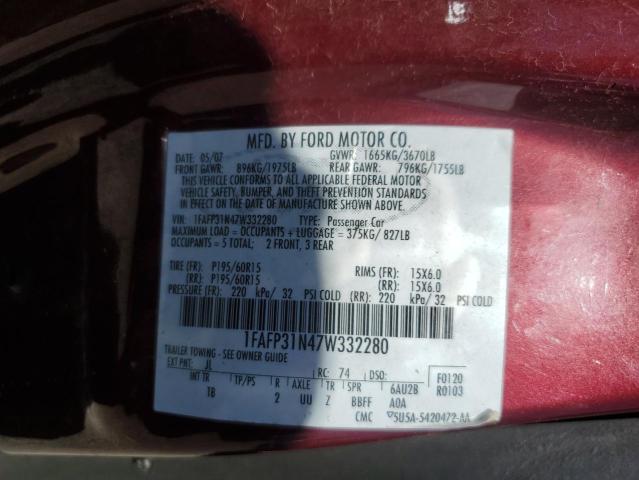 MFD. BY FORD MOTOR CO.
DATE: 05/07 GVWR: 1665KG/3670LB
FRONT GAWR: 896KG/1975LB REAR GAWR: 796KG/1755LB
THIS VEHICLE CONFORMS TO ALL APPLICABLE FEDERAL MOTOR
VEHICLE SAFETY, BUMPER, AND THEFT PREVENTION STANDARDS
IN EFFECT ON THE DATE OF MANUFACTURE SHOWN ABOVE.
VIN: 1FAFP31N47W332280 TYPE: Passenger Car
MAXIMUM LOAD = OCCUPANTS + LUGGAGE = 375KG/ 827LB
OCCUPANTS = 5 TOTAL; 2 FRONT, 3 REAR
TIRE (FR): P195/60R15 RIMS (FR): 15X6.0
(RR): P195/60R15 (RR): 15X6.0
PRESSURE (FR): 220 kPa/ 32 PSI COLD (RR): 220 kPa/ 32 PSI COLD
1FAFP31N47W332280
TRAILER TOWING - SEE OWNER GUIDE
EXT PNT: JL RC: 74 DSO: F0120
INT TR TP/PS R AXLE TR SPR 6AU2B R0103
TB 2 UU Z BBFF A0A
CMC 5U5A-5420472-AA